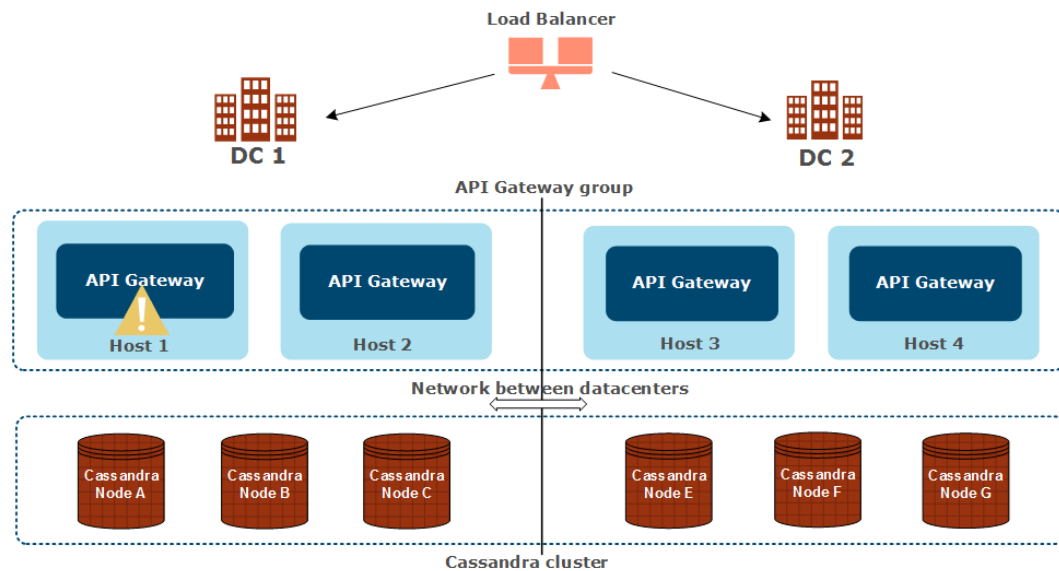 Load Balancer
DC 1
DC 2
API Gateway group
API Gateway
API Gateway
API Gateway
API Gateway
!
Host 1
Host 2
Host 3
Host 4
Network between datacenters
Cassandra
Node A
Cassandra
Node B
Cassandra
Node C
Cassandra
Node E
Cassandra
Node F
Cassandra
Node G
Cassandra cluster